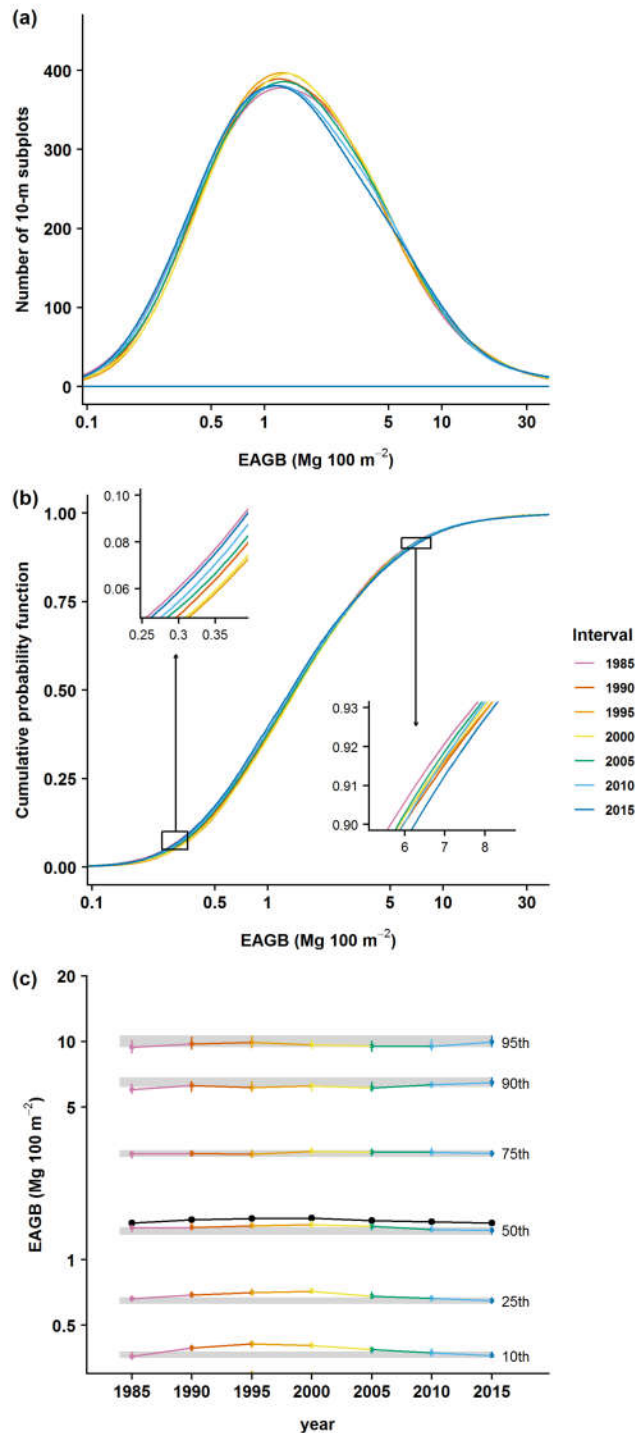 (a)
Number of 10-m subplots
400
300
200
100
0
0.1 0.5 1 5 10 30
EAGB (Mg 100 m⁻²)
(b)
Cumulative probability function
1.00
0.75
0.50
0.25
0.00
0.10
0.08
0.06
0.25 0.3 0.35
0.93
0.92
0.91
0.90
6 7 8
0.1 0.5 1 5 10 30
EAGB (Mg 100 m⁻²)
Interval
1985
1990
1995
2000
2005
2010
2015
(c)
EAGB (Mg 100 m⁻²)
20
10
5
1
0.5
95th
90th
75th
50th
25th
10th
1985 1990 1995 2000 2005 2010 2015
year